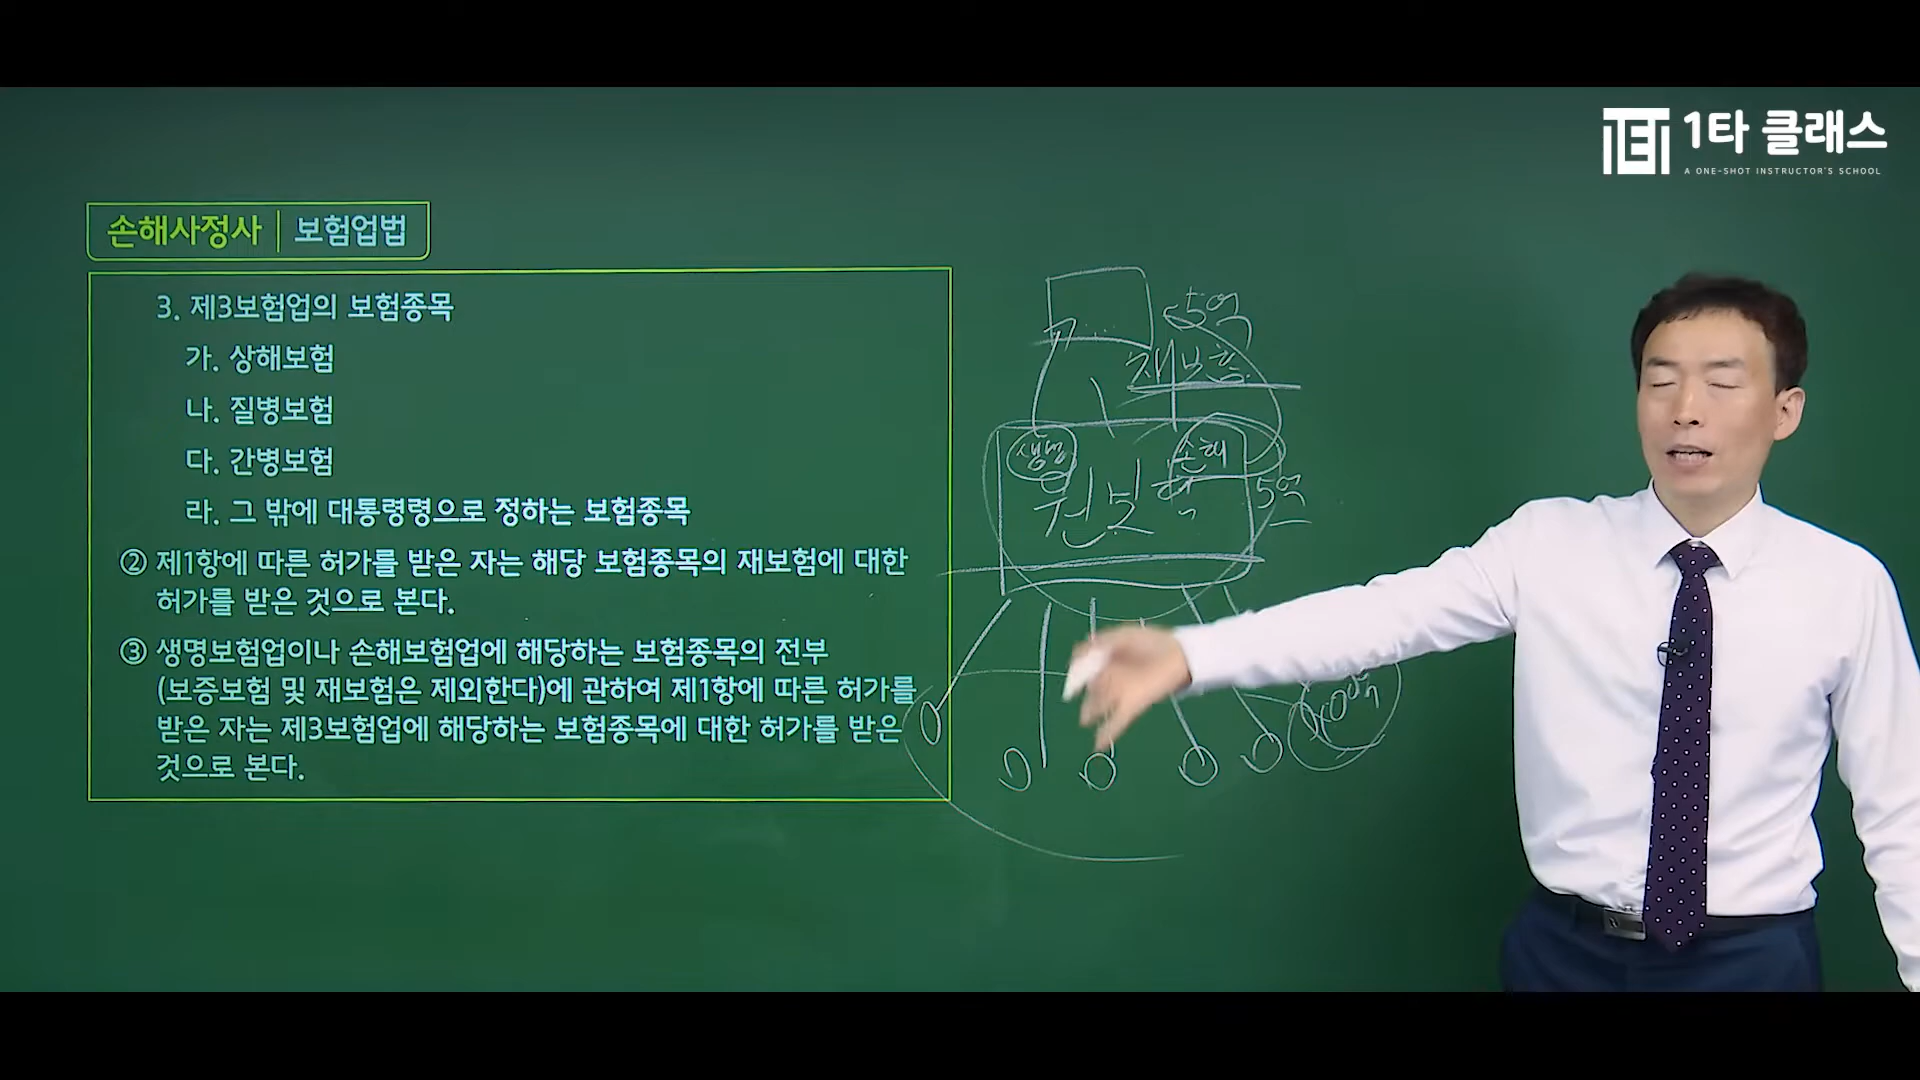 1타 클래스
A ONE-SHOT INSTRUCTOR'S SCHOOL
손해사정사 | 보험업법
3. 제3보험업의 보험종목
가. 상해보험
나. 질병보험
다. 간병보험
라. 그 밖에 대통령령으로 정하는 보험종목
② 제1항에 따른 허가를 받은 자는 해당 보험종목의 재보험에 대한
허가를 받은 것으로 본다.
③ 생명보험업이나 손해보험업에 해당하는 보험종목의 전부
(보증보험 및 재보험은 제외한다)에 관하여 제1항에 따른 허가를
받은 자는 제3보험업에 해당하는 보험종목에 대한 허가를 받은
것으로 본다.
5억
재보험
생명
손해
5억